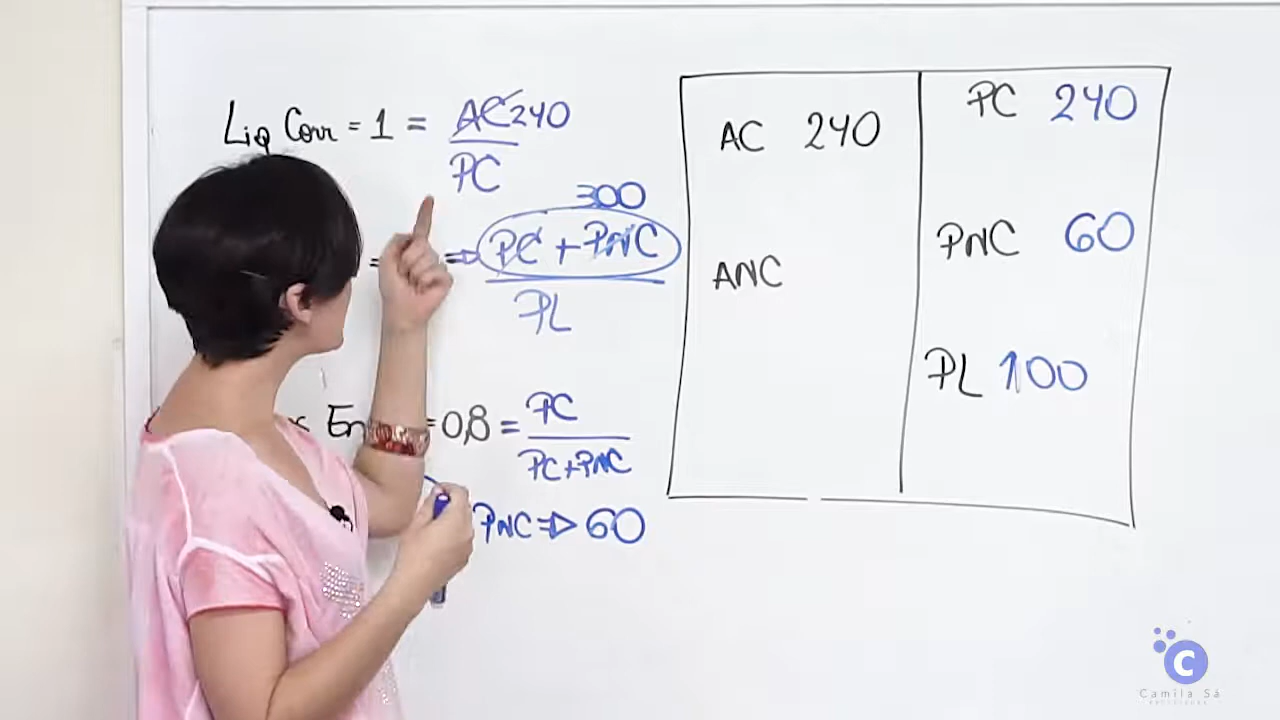 Liq Corr = 1 = AC 240
PC
300
= PC + PNC
PL
= 0,8 = PC
PC+PNC
PNC ⇒ 60
AC 240
ANC
PC 240
PNC 60
PL 100
C
Camila Sá